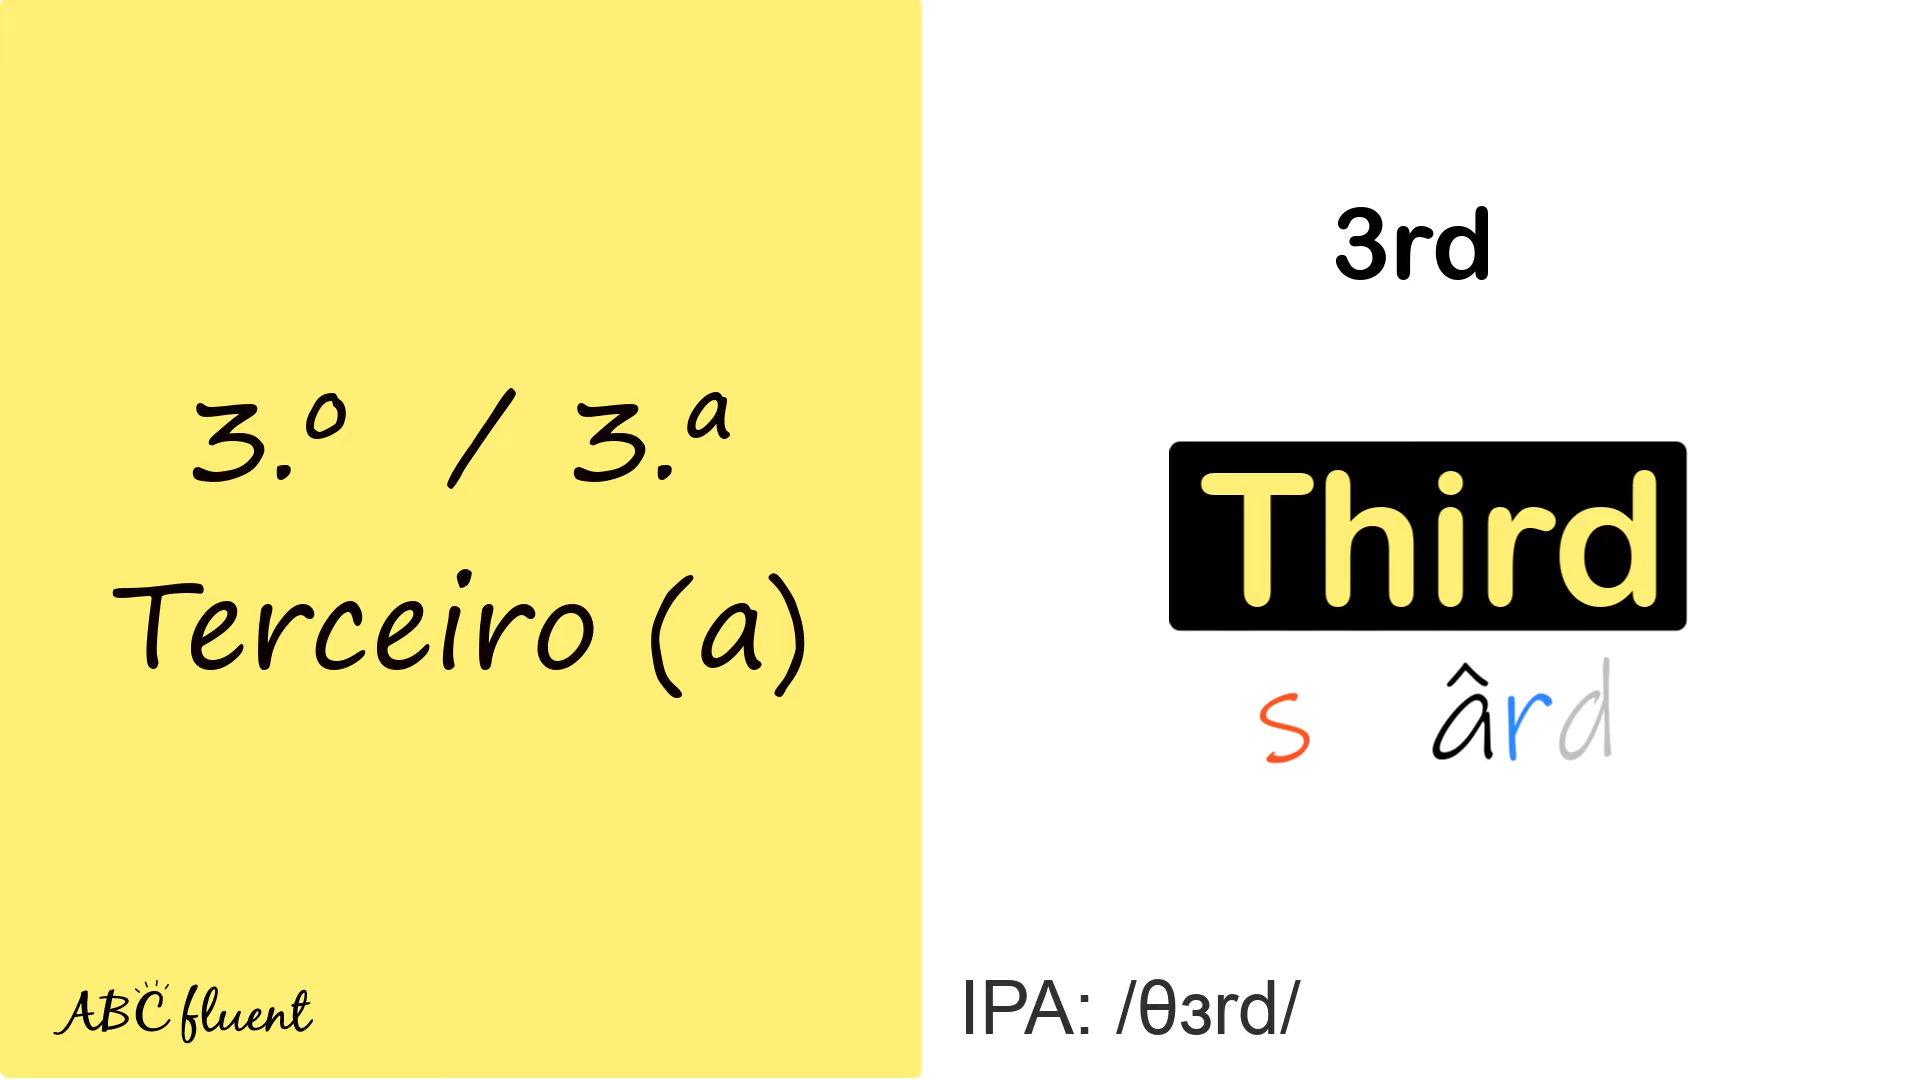 3.º / 3.ª
Terceiro (a)
ABC fluent
3rd
Third
s ârd
IPA: /θɜrd/